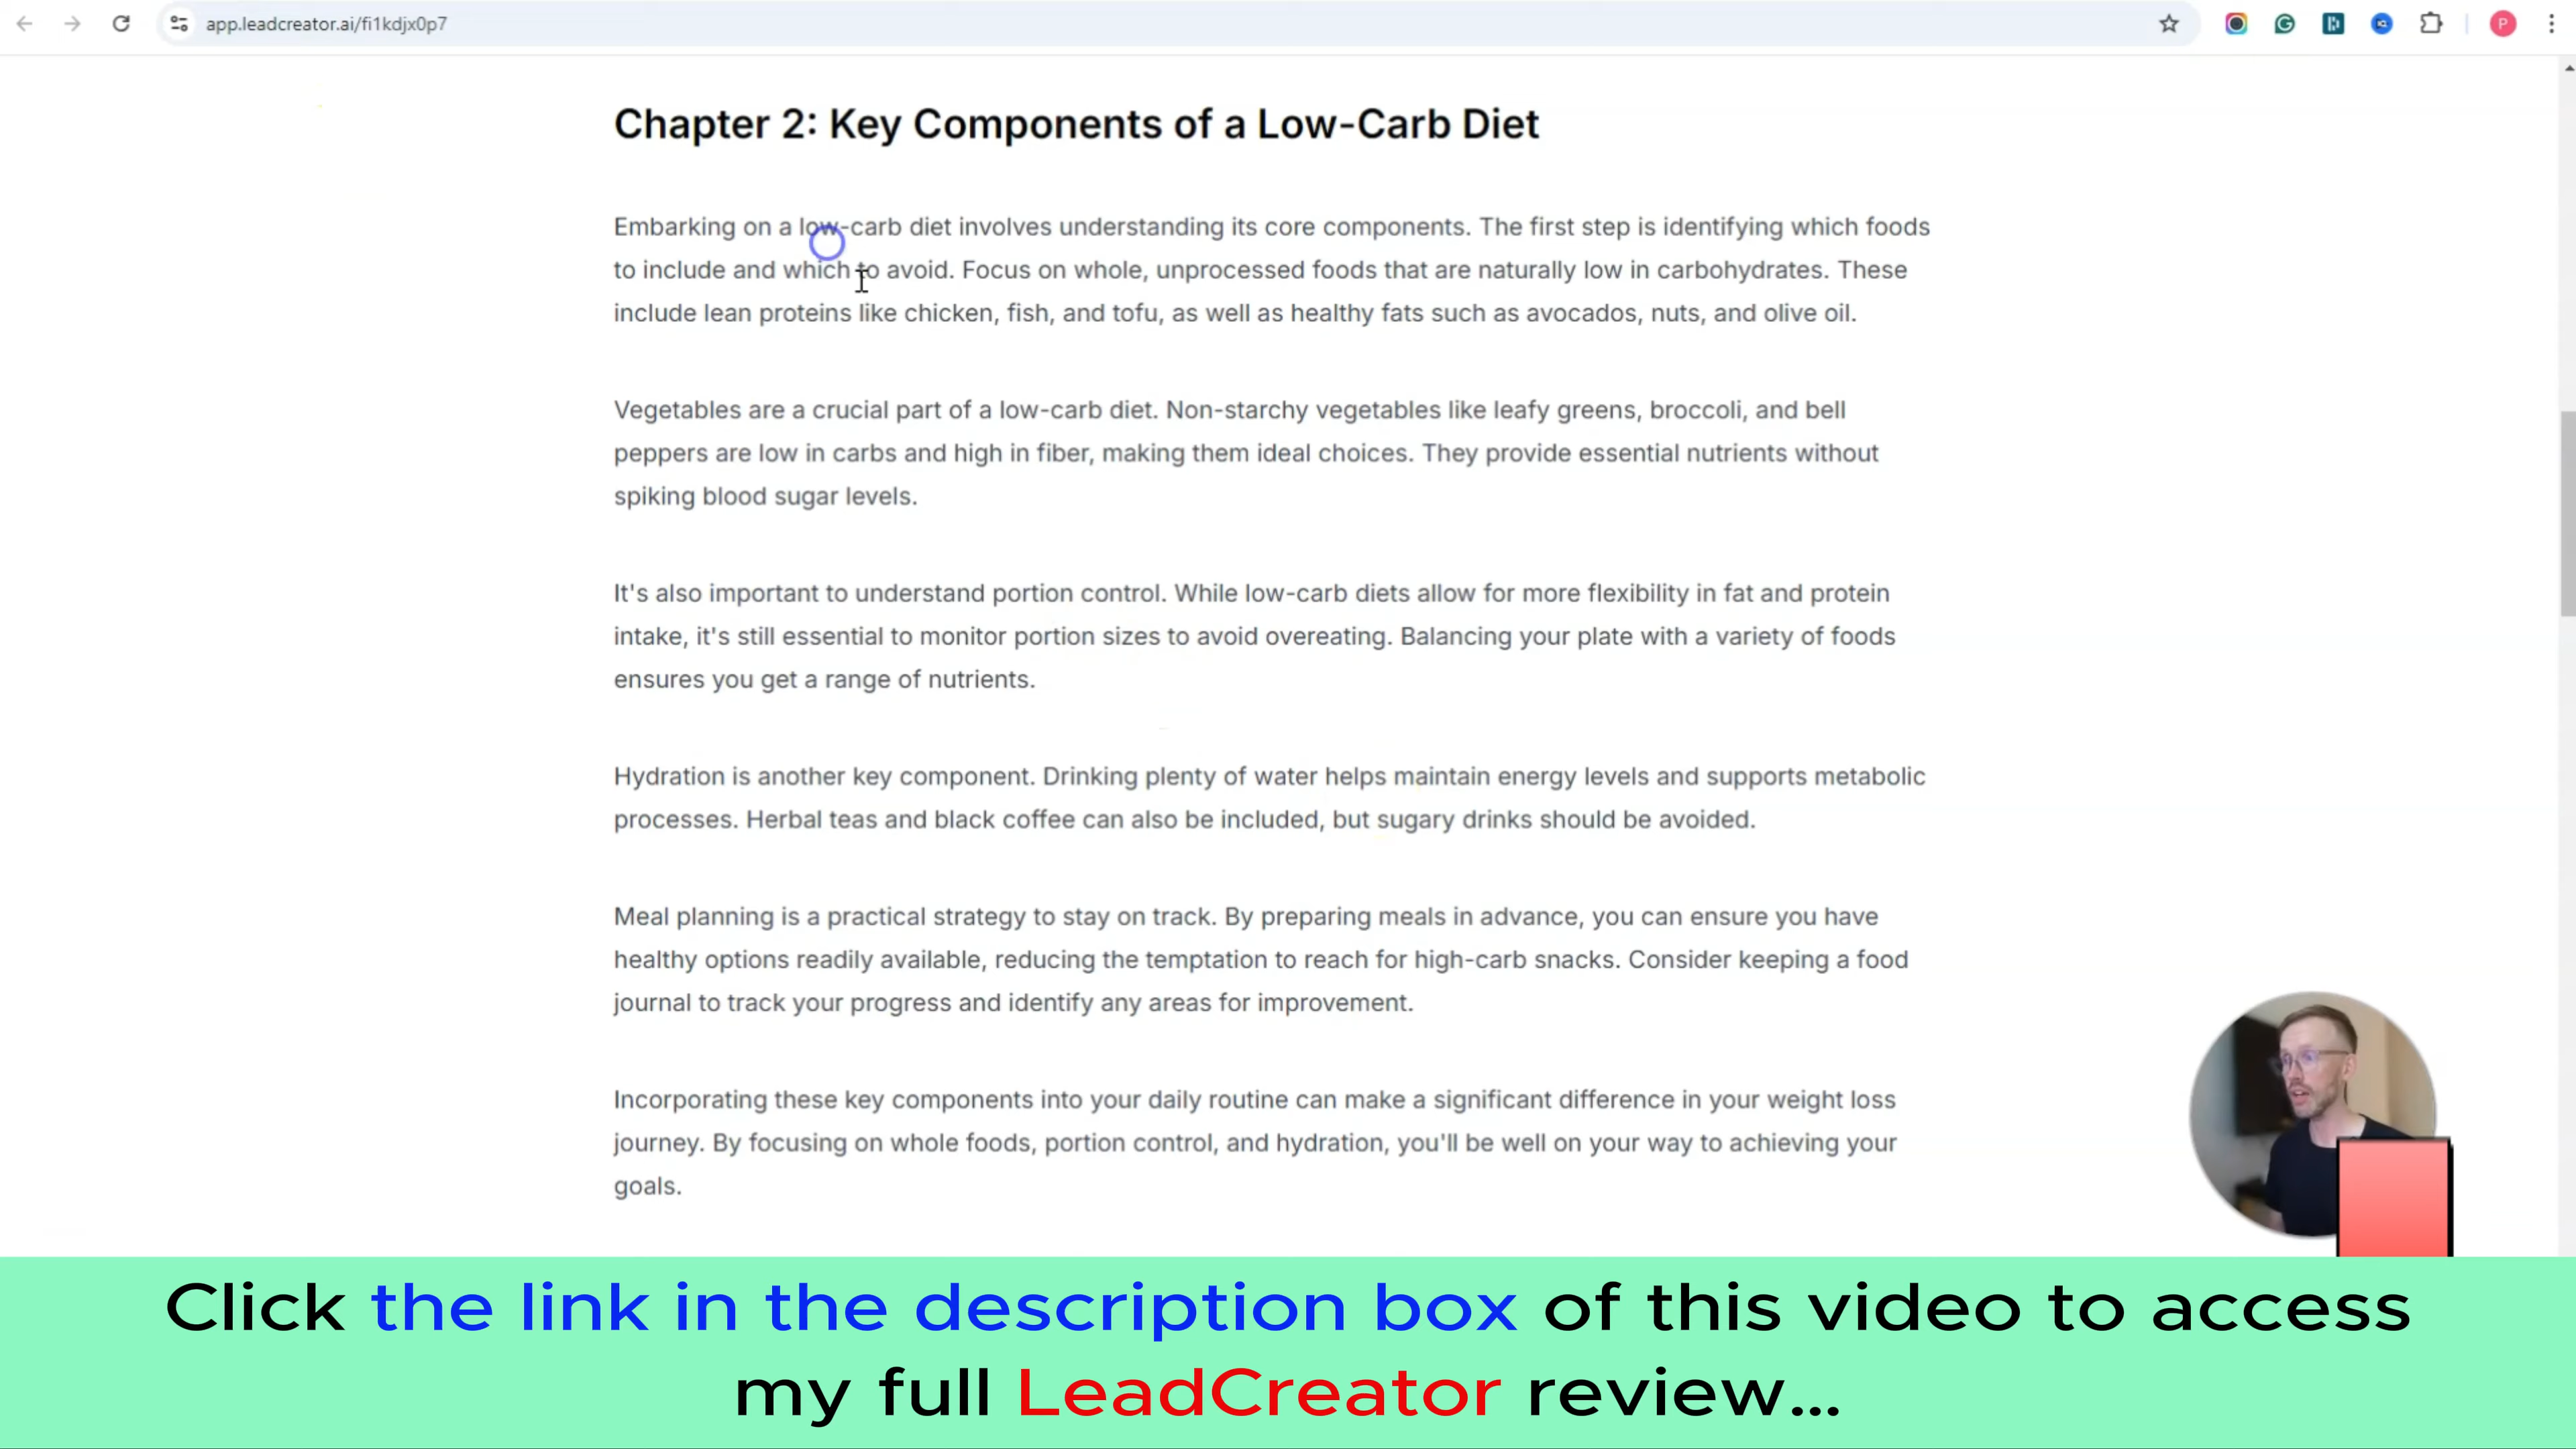 app.leadcreator.ai/fi1kdjx0p7
P
Chapter 2: Key Components of a Low-Carb Diet
Embarking on a low-carb diet involves understanding its core components. The first step is identifying which foods
to include and which to avoid. Focus on whole, unprocessed foods that are naturally low in carbohydrates. These
include lean proteins like chicken, fish, and tofu, as well as healthy fats such as avocados, nuts, and olive oil.
Vegetables are a crucial part of a low-carb diet. Non-starchy vegetables like leafy greens, broccoli, and bell
peppers are low in carbs and high in fiber, making them ideal choices. They provide essential nutrients without
spiking blood sugar levels.
It's also important to understand portion control. While low-carb diets allow for more flexibility in fat and protein
intake, it's still essential to monitor portion sizes to avoid overeating. Balancing your plate with a variety of foods
ensures you get a range of nutrients.
Hydration is another key component. Drinking plenty of water helps maintain energy levels and supports metabolic
processes. Herbal teas and black coffee can also be included, but sugary drinks should be avoided.
Meal planning is a practical strategy to stay on track. By preparing meals in advance, you can ensure you have
healthy options readily available, reducing the temptation to reach for high-carb snacks. Consider keeping a food
journal to track your progress and identify any areas for improvement.
Incorporating these key components into your daily routine can make a significant difference in your weight loss
journey. By focusing on whole foods, portion control, and hydration, you'll be well on your way to achieving your
goals.
Click the link in the description box of this video to access
my full LeadCreator review...